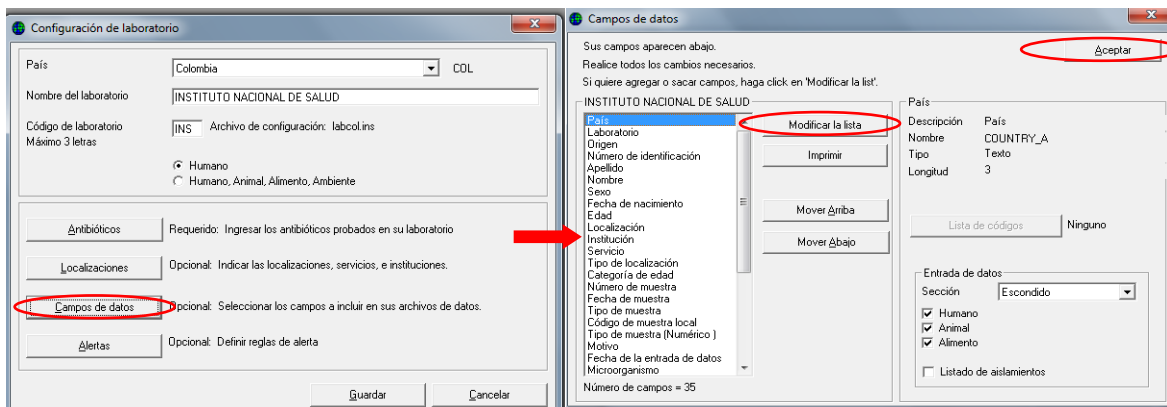 Configuración de laboratorio
País
Colombia
COL
Nombre del laboratorio
INSTITUTO NACIONAL DE SALUD
Código de laboratorio
Máximo 3 letras
INS
Archivo de configuración: labcol.ins
Humano
Humano, Animal, Alimento, Ambiente
Antibióticos
Requerido: Ingresar los antibióticos probados en su laboratorio
Localizaciones
Opcional: Indicar las localizaciones, servicios, e instituciones.
Campos de datos
Opcional: Seleccionar los campos a incluir en sus archivos de datos.
Alertas
Opcional: Definir reglas de alerta
Guardar
Cancelar
Campos de datos
Sus campos aparecen abajo.
Realice todos los cambios necesarios.
Si quiere agregar o sacar campos, haga click en 'Modificar la list'.
Aceptar
INSTITUTO NACIONAL DE SALUD
País
Laboratorio
Origen
Número de identificación
Apellido
Nombre
Sexo
Fecha de nacimiento
Edad
Localización
Institución
Servicio
Tipo de localización
Categoría de edad
Número de muestra
Fecha de muestra
Tipo de muestra
Código de muestra local
Tipo de muestra (Numérico )
Motivo
Fecha de la entrada de datos
Microorganismo
Número de campos = 35
Modificar la lista
Imprimir
Mover Arriba
Mover Abajo
País
Descripción País
Nombre COUNTRY_A
Tipo Texto
Longitud 3
Lista de códigos
Ninguno
Entrada de datos
Sección
Escondido
Humano
Animal
Alimento
Listado de aislamientos